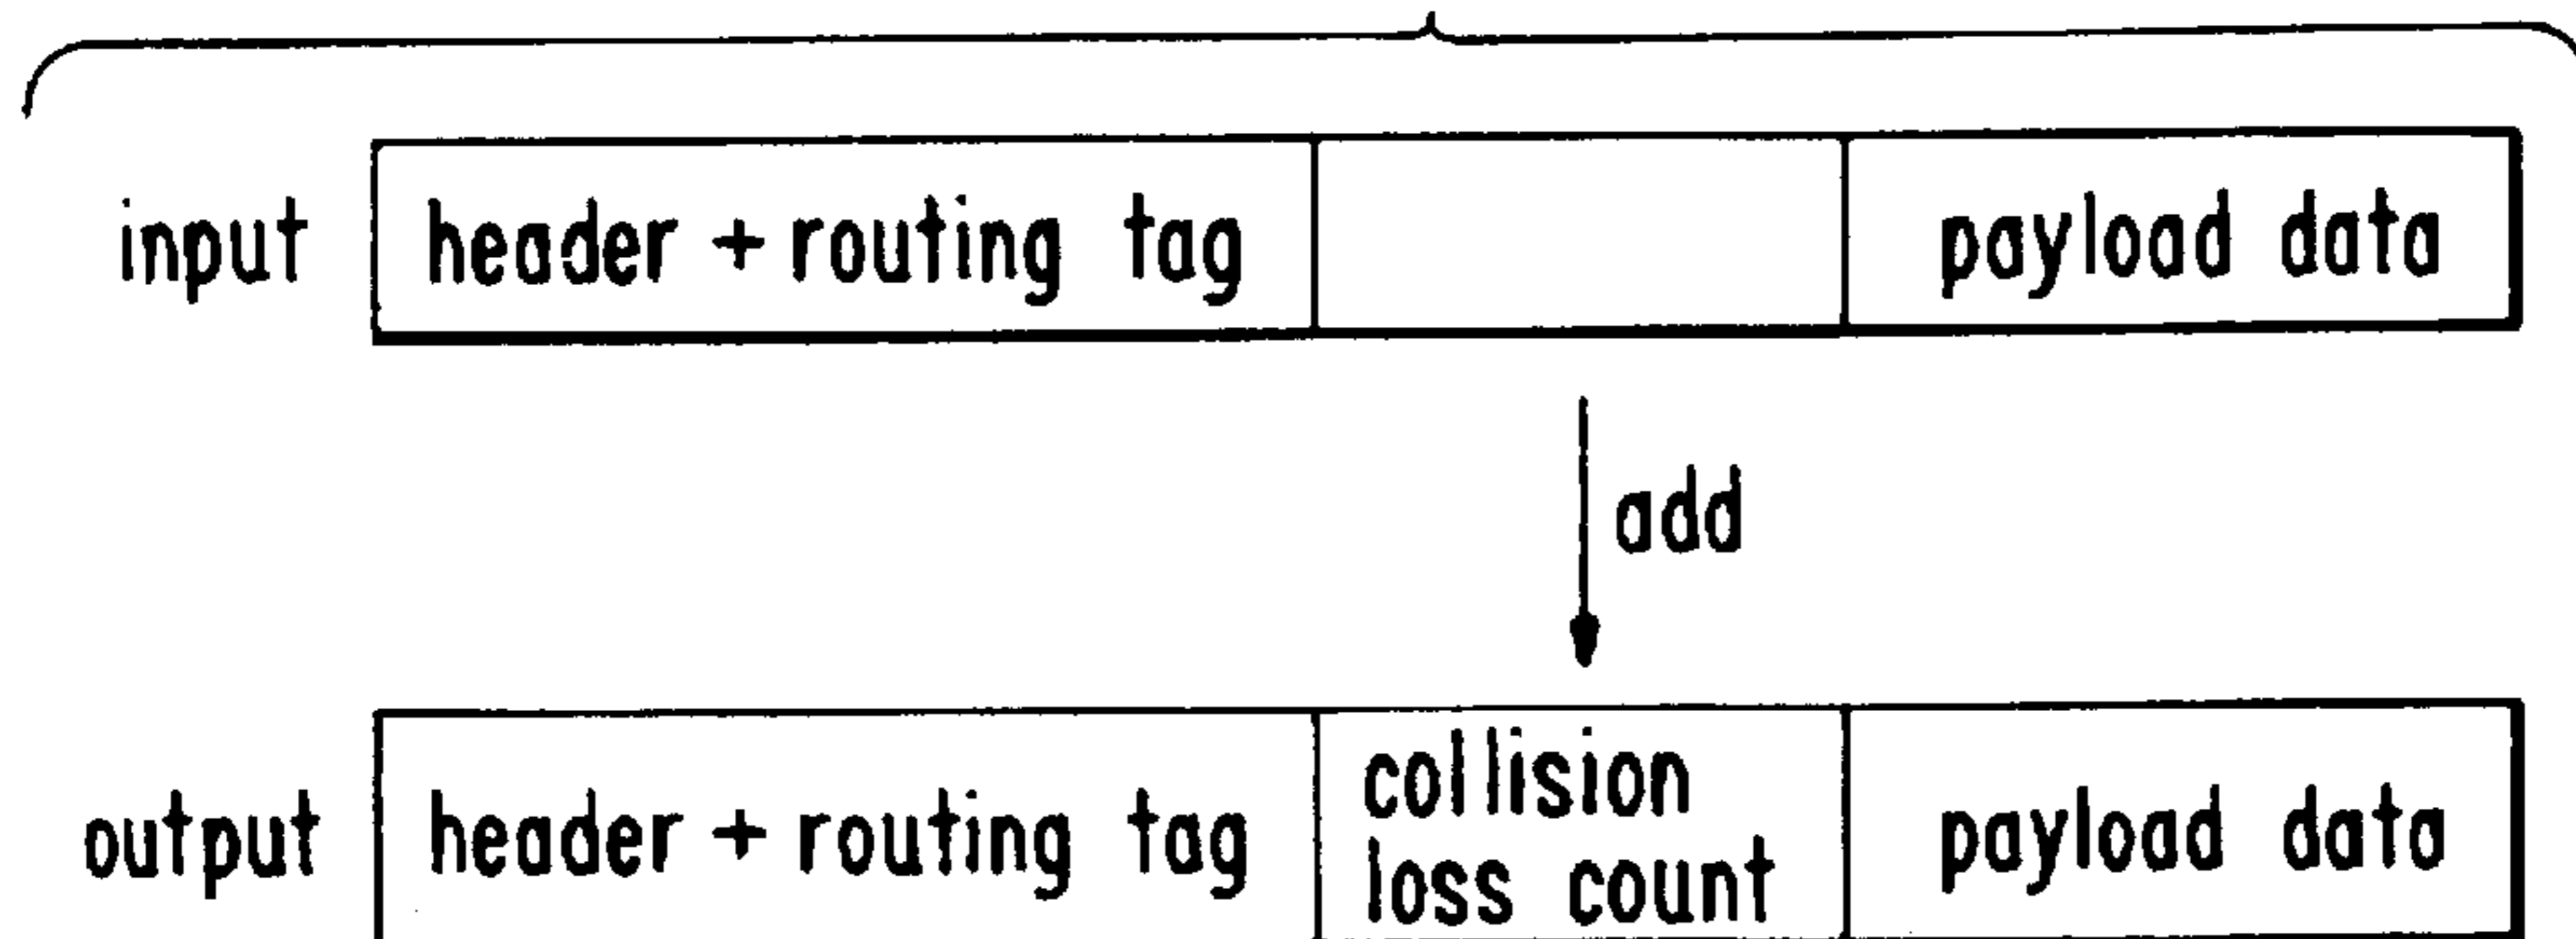 input header + routing tag payload data
add
output header + routing tag collision loss count payload data